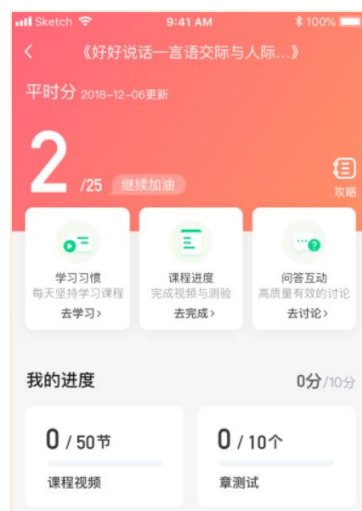 Sketch 9:41 AM 100%
《好好说话—言语交际与人际...》
平时分 2018-12-06更新
2 /25 继续加油
攻略
学习习惯 课程进度 问答互动
每天坚持学习课程 完成视频与测验 高质量有效的讨论
去学习> 去完成> 去讨论>
我的进度 0分/10分
0 / 50节 0 / 10个
课程视频 章测试